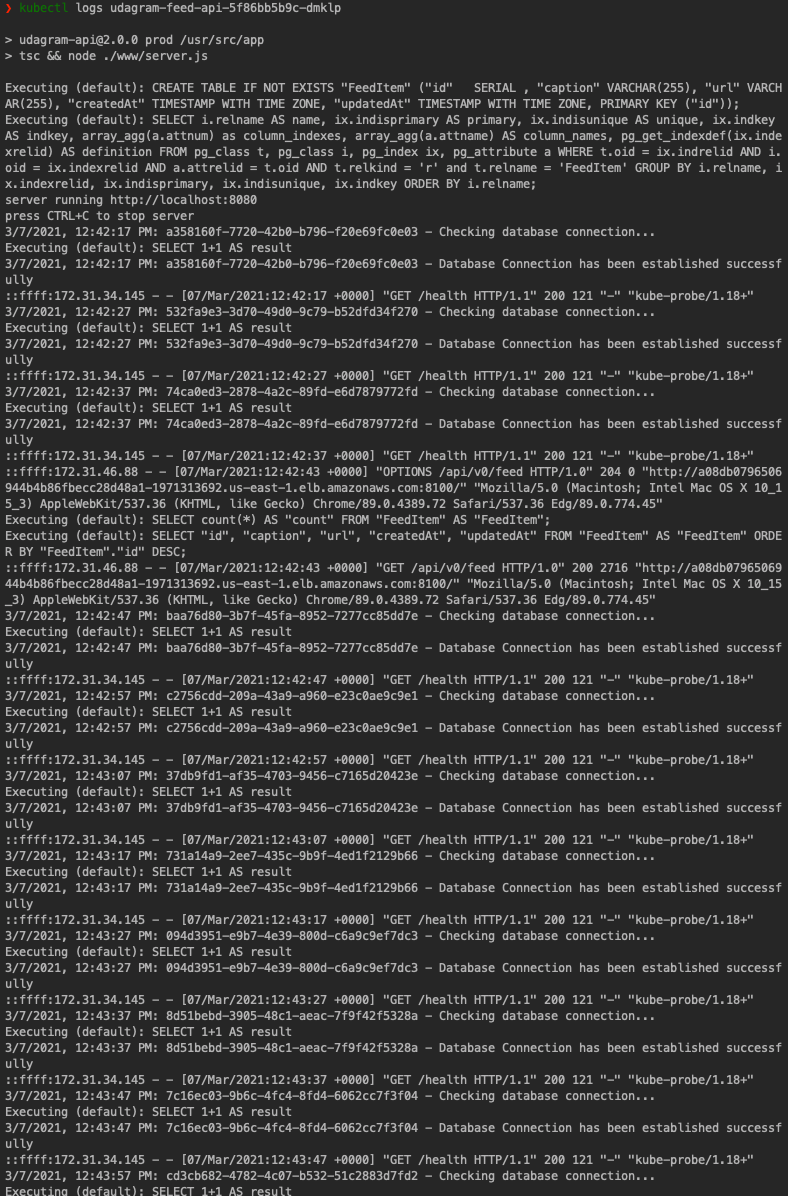 ❯ kubectl logs udagram-feed-api-5f86bb5b9c-dmklp
> udagram-api@2.0.0 prod /usr/src/app
> tsc && node ./www/server.js
Executing (default): CREATE TABLE IF NOT EXISTS "FeedItem" ("id"   SERIAL , "caption" VARCHAR(255), "url" VARCH
AR(255), "createdAt" TIMESTAMP WITH TIME ZONE, "updatedAt" TIMESTAMP WITH TIME ZONE, PRIMARY KEY ("id"));
Executing (default): SELECT i.relname AS name, ix.indisprimary AS primary, ix.indisunique AS unique, ix.indkey
AS indkey, array_agg(a.attnum) as column_indexes, array_agg(a.attname) AS column_names, pg_get_indexdef(ix.inde
xrelid) AS definition FROM pg_class t, pg_class i, pg_index ix, pg_attribute a WHERE t.oid = ix.indrelid AND i.
oid = ix.indexrelid AND a.attrelid = t.oid AND t.relkind = 'r' and t.relname = 'FeedItem' GROUP BY i.relname, i
x.indexrelid, ix.indisprimary, ix.indisunique, ix.indkey ORDER BY i.relname;
server running http://localhost:8080
press CTRL+C to stop server
3/7/2021, 12:42:17 PM: a358160f-7720-42b0-b796-f20e69fc0e03 - Checking database connection...
Executing (default): SELECT 1+1 AS result
3/7/2021, 12:42:17 PM: a358160f-7720-42b0-b796-f20e69fc0e03 - Database Connection has been established successf
ully
::ffff:172.31.34.145 - - [07/Mar/2021:12:42:17 +0000] "GET /health HTTP/1.1" 200 121 "-" "kube-probe/1.18+"
3/7/2021, 12:42:27 PM: 532fa9e3-3d70-49d0-9c79-b52dfd34f270 - Checking database connection...
Executing (default): SELECT 1+1 AS result
3/7/2021, 12:42:27 PM: 532fa9e3-3d70-49d0-9c79-b52dfd34f270 - Database Connection has been established successf
ully
::ffff:172.31.34.145 - - [07/Mar/2021:12:42:27 +0000] "GET /health HTTP/1.1" 200 121 "-" "kube-probe/1.18+"
3/7/2021, 12:42:37 PM: 74ca0ed3-2878-4a2c-89fd-e6d7879772fd - Checking database connection...
Executing (default): SELECT 1+1 AS result
3/7/2021, 12:42:37 PM: 74ca0ed3-2878-4a2c-89fd-e6d7879772fd - Database Connection has been established successf
ully
::ffff:172.31.34.145 - - [07/Mar/2021:12:42:37 +0000] "GET /health HTTP/1.1" 200 121 "-" "kube-probe/1.18+"
::ffff:172.31.46.88 - - [07/Mar/2021:12:42:43 +0000] "OPTIONS /api/v0/feed HTTP/1.0" 204 0 "http://a08db0796506
944b4b86fbecc28d48a1-1971313692.us-east-1.elb.amazonaws.com:8100/" "Mozilla/5.0 (Macintosh; Intel Mac OS X 10_1
5_3) AppleWebKit/537.36 (KHTML, like Gecko) Chrome/89.0.4389.72 Safari/537.36 Edg/89.0.774.45"
Executing (default): SELECT count(*) AS "count" FROM "FeedItem" AS "FeedItem";
Executing (default): SELECT "id", "caption", "url", "createdAt", "updatedAt" FROM "FeedItem" AS "FeedItem" ORDE
R BY "FeedItem"."id" DESC;
::ffff:172.31.46.88 - - [07/Mar/2021:12:42:43 +0000] "GET /api/v0/feed HTTP/1.0" 200 2716 "http://a08db07965069
44b4b86fbecc28d48a1-1971313692.us-east-1.elb.amazonaws.com:8100/" "Mozilla/5.0 (Macintosh; Intel Mac OS X 10_15
_3) AppleWebKit/537.36 (KHTML, like Gecko) Chrome/89.0.4389.72 Safari/537.36 Edg/89.0.774.45"
3/7/2021, 12:42:47 PM: baa76d80-3b7f-45fa-8952-7277cc85dd7e - Checking database connection...
Executing (default): SELECT 1+1 AS result
3/7/2021, 12:42:47 PM: baa76d80-3b7f-45fa-8952-7277cc85dd7e - Database Connection has been established successf
ully
::ffff:172.31.34.145 - - [07/Mar/2021:12:42:47 +0000] "GET /health HTTP/1.1" 200 121 "-" "kube-probe/1.18+"
3/7/2021, 12:42:57 PM: c2756cdd-209a-43a9-a960-e23c0ae9c9e1 - Checking database connection...
Executing (default): SELECT 1+1 AS result
3/7/2021, 12:42:57 PM: c2756cdd-209a-43a9-a960-e23c0ae9c9e1 - Database Connection has been established successf
ully
::ffff:172.31.34.145 - - [07/Mar/2021:12:42:57 +0000] "GET /health HTTP/1.1" 200 121 "-" "kube-probe/1.18+"
3/7/2021, 12:43:07 PM: 37db9fd1-af35-4703-9456-c7165d20423e - Checking database connection...
Executing (default): SELECT 1+1 AS result
3/7/2021, 12:43:07 PM: 37db9fd1-af35-4703-9456-c7165d20423e - Database Connection has been established successf
ully
::ffff:172.31.34.145 - - [07/Mar/2021:12:43:07 +0000] "GET /health HTTP/1.1" 200 121 "-" "kube-probe/1.18+"
3/7/2021, 12:43:17 PM: 731a14a9-2ee7-435c-9b9f-4ed1f2129b66 - Checking database connection...
Executing (default): SELECT 1+1 AS result
3/7/2021, 12:43:17 PM: 731a14a9-2ee7-435c-9b9f-4ed1f2129b66 - Database Connection has been established successf
ully
::ffff:172.31.34.145 - - [07/Mar/2021:12:43:17 +0000] "GET /health HTTP/1.1" 200 121 "-" "kube-probe/1.18+"
3/7/2021, 12:43:27 PM: 094d3951-e9b7-4e39-800d-c6a9c9ef7dc3 - Checking database connection...
Executing (default): SELECT 1+1 AS result
3/7/2021, 12:43:27 PM: 094d3951-e9b7-4e39-800d-c6a9c9ef7dc3 - Database Connection has been established successf
ully
::ffff:172.31.34.145 - - [07/Mar/2021:12:43:27 +0000] "GET /health HTTP/1.1" 200 121 "-" "kube-probe/1.18+"
3/7/2021, 12:43:37 PM: 8d51bebd-3905-48c1-aeac-7f9f42f5328a - Checking database connection...
Executing (default): SELECT 1+1 AS result
3/7/2021, 12:43:37 PM: 8d51bebd-3905-48c1-aeac-7f9f42f5328a - Database Connection has been established successf
ully
::ffff:172.31.34.145 - - [07/Mar/2021:12:43:37 +0000] "GET /health HTTP/1.1" 200 121 "-" "kube-probe/1.18+"
3/7/2021, 12:43:47 PM: 7c16ec03-9b6c-4fc4-8fd4-6062cc7f3f04 - Checking database connection...
Executing (default): SELECT 1+1 AS result
3/7/2021, 12:43:47 PM: 7c16ec03-9b6c-4fc4-8fd4-6062cc7f3f04 - Database Connection has been established successf
ully
::ffff:172.31.34.145 - - [07/Mar/2021:12:43:47 +0000] "GET /health HTTP/1.1" 200 121 "-" "kube-probe/1.18+"
3/7/2021, 12:43:57 PM: cd3cb682-4782-4c07-b532-51c2883d7fd2 - Checking database connection...
Executing (default): SELECT 1+1 AS result